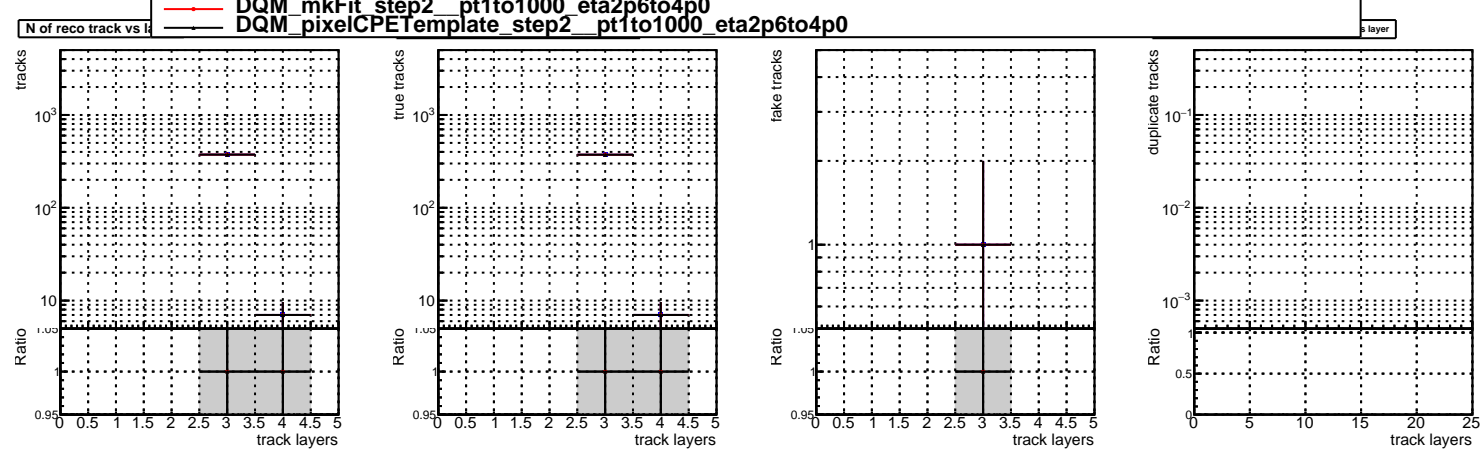 DQM_mkFit_step2__pt1to1000_eta2p6to4p0
DQM_pixelCPETemplate_step2__pt1to1000_eta2p6to4p0
N of reco track vs
layer
tracks
10³
10²
10
Ratio
1.05
1
0.95
0 0.5 1 1.5 2 2.5 3 3.5 4 4.5 5
track layers
true tracks
10³
10²
10
Ratio
1.05
1
0.95
0 0.5 1 1.5 2 2.5 3 3.5 4 4.5 5
track layers
fake tracks
1
Ratio
1.05
1
0.95
0 0.5 1 1.5 2 2.5 3 3.5 4 4.5 5
track layers
duplicate tracks
10⁻¹
10⁻²
10⁻³
Ratio
1
0.5
0
0 5 10 15 20 25
track layers